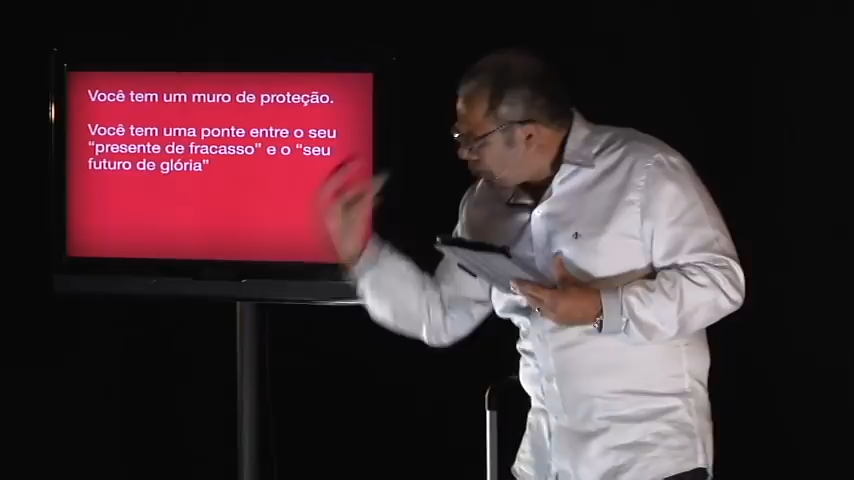 Você tem um muro de proteção.
Você tem uma ponte entre o seu
“presente de fracasso” e o “seu
futuro de glória”